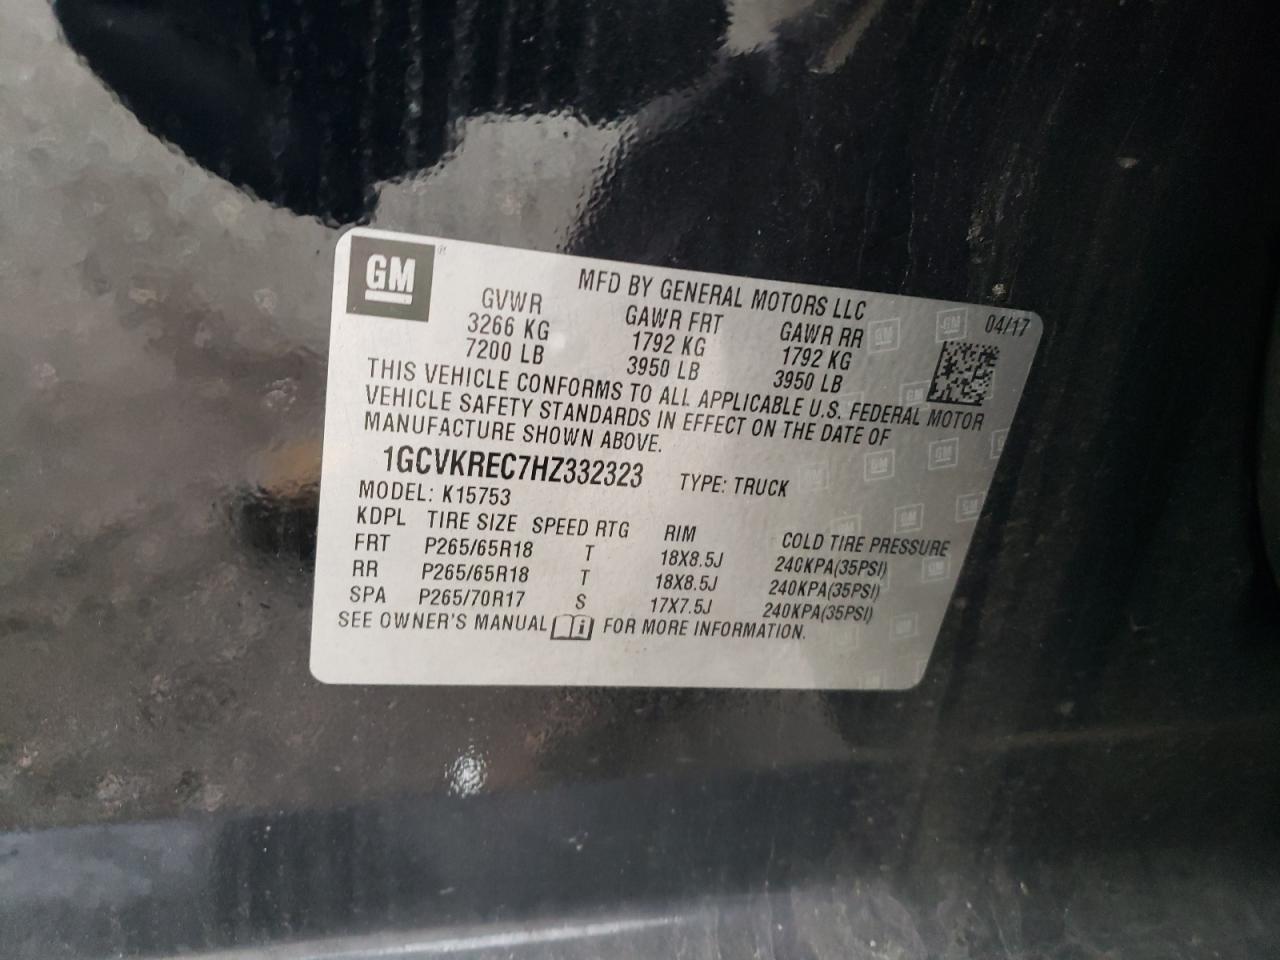 GM ®
MFD BY GENERAL MOTORS LLC
04/17
GVWR GAWR FRT GAWR RR
3266 KG 1792 KG 1792 KG
7200 LB 3950 LB 3950 LB
THIS VEHICLE CONFORMS TO ALL APPLICABLE U.S. FEDERAL MOTOR
VEHICLE SAFETY STANDARDS IN EFFECT ON THE DATE OF
MANUFACTURE SHOWN ABOVE.
1GCVKREC7HZ332323 TYPE: TRUCK
MODEL: K15753
KDPL TIRE SIZE SPEED RTG RIM COLD TIRE PRESSURE
FRT P265/65R18 T 18X8.5J 240KPA(35PSI)
RR P265/65R18 T 18X8.5J 240KPA(35PSI)
SPA P265/70R17 S 17X7.5J 240KPA(35PSI)
SEE OWNER'S MANUAL i FOR MORE INFORMATION.